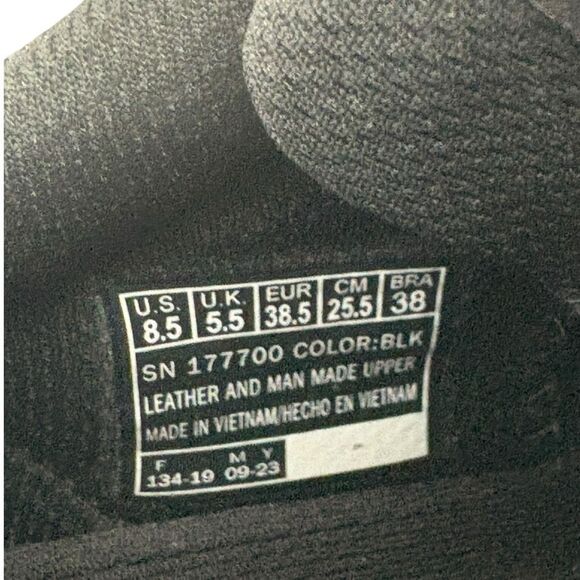 U.S. U.K. EUR CM BRA
8.5 5.5 38.5 25.5 38
SN 177700 COLOR:BLK
LEATHER AND MAN MADE UPPER
MADE IN VIETNAM/HECHO EN VIETNAM
F M Y
134-19 09-23